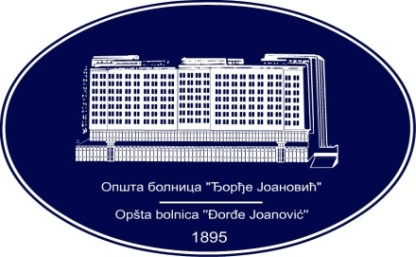 Општа болница "Ђорђе Јоановић"
Opšta bolnica "Đorđe Joanović"
1895